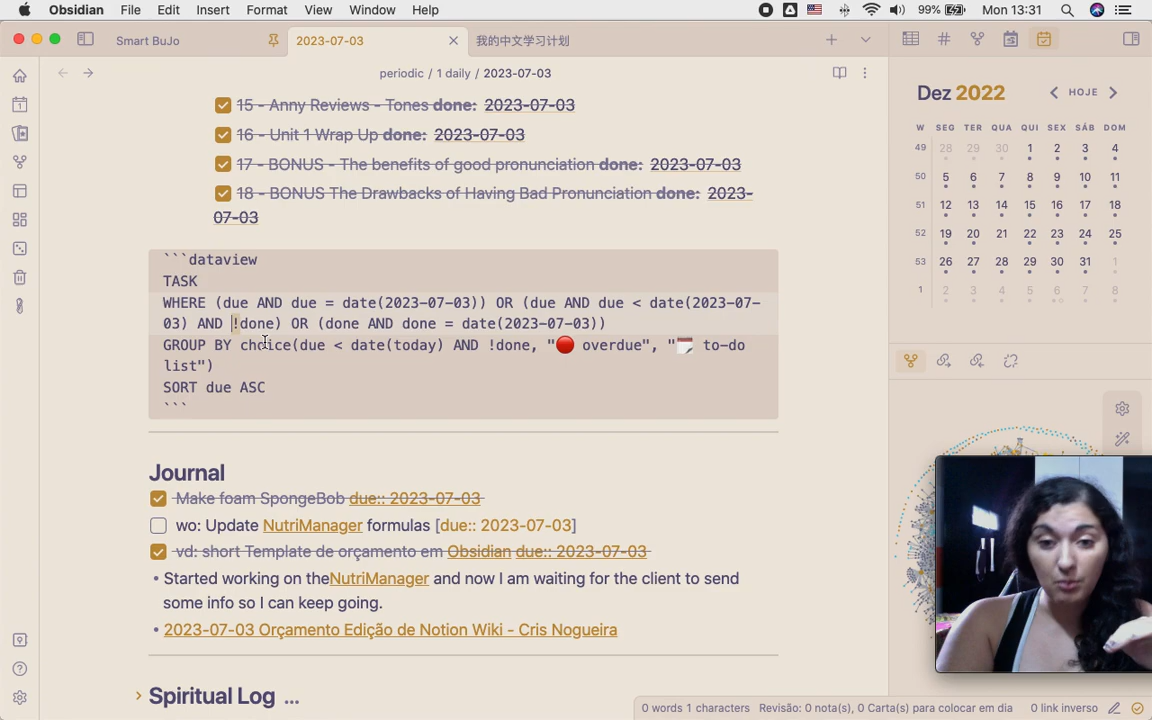 Obsidian File Edit Insert Format View Window Help 99% Mon 13:31
Smart BuJo 2023-07-03 我的中文学习计划
periodic / 1 daily / 2023-07-03
15 - Anny Reviews - Tones done: 2023-07-03
16 - Unit 1 Wrap Up done: 2023-07-03
17 - BONUS - The benefits of good pronunciation done: 2023-07-03
18 - BONUS The Drawbacks of Having Bad Pronunciation done: 2023-
07-03
```dataview
TASK
WHERE (due AND due = date(2023-07-03)) OR (due AND due < date(2023-07-
03) AND !done) OR (done AND done = date(2023-07-03))
GROUP BY choice(due < date(today) AND !done, "🔴 overdue", "🗒️ to-do
list")
SORT due ASC
```
Journal
Make foam SpongeBob due:: 2023-07-03
wo: Update NutriManager formulas [due:: 2023-07-03]
vd: short Template de orçamento em Obsidian due:: 2023-07-03
• Started working on theNutriManager and now I am waiting for the client to send
some info so I can keep going.
• 2023-07-03 Orçamento Edição de Notion Wiki - Cris Nogueira
Spiritual Log ...
Dez 2022 HOJE
W SEG TER QUA QUI SEX SÁB DOM
49 28 29 30 1 2 3 4
50 5 6 7 8 9 10 11
51 12 13 14 15 16 17 18
52 19 20 21 22 23 24 25
53 26 27 28 29 30 31 1
1 2 3 4 5 6 7 8
0 words 1 characters Revisão: 0 nota(s), 0 Carta(s) para colocar em dia 0 link inverso